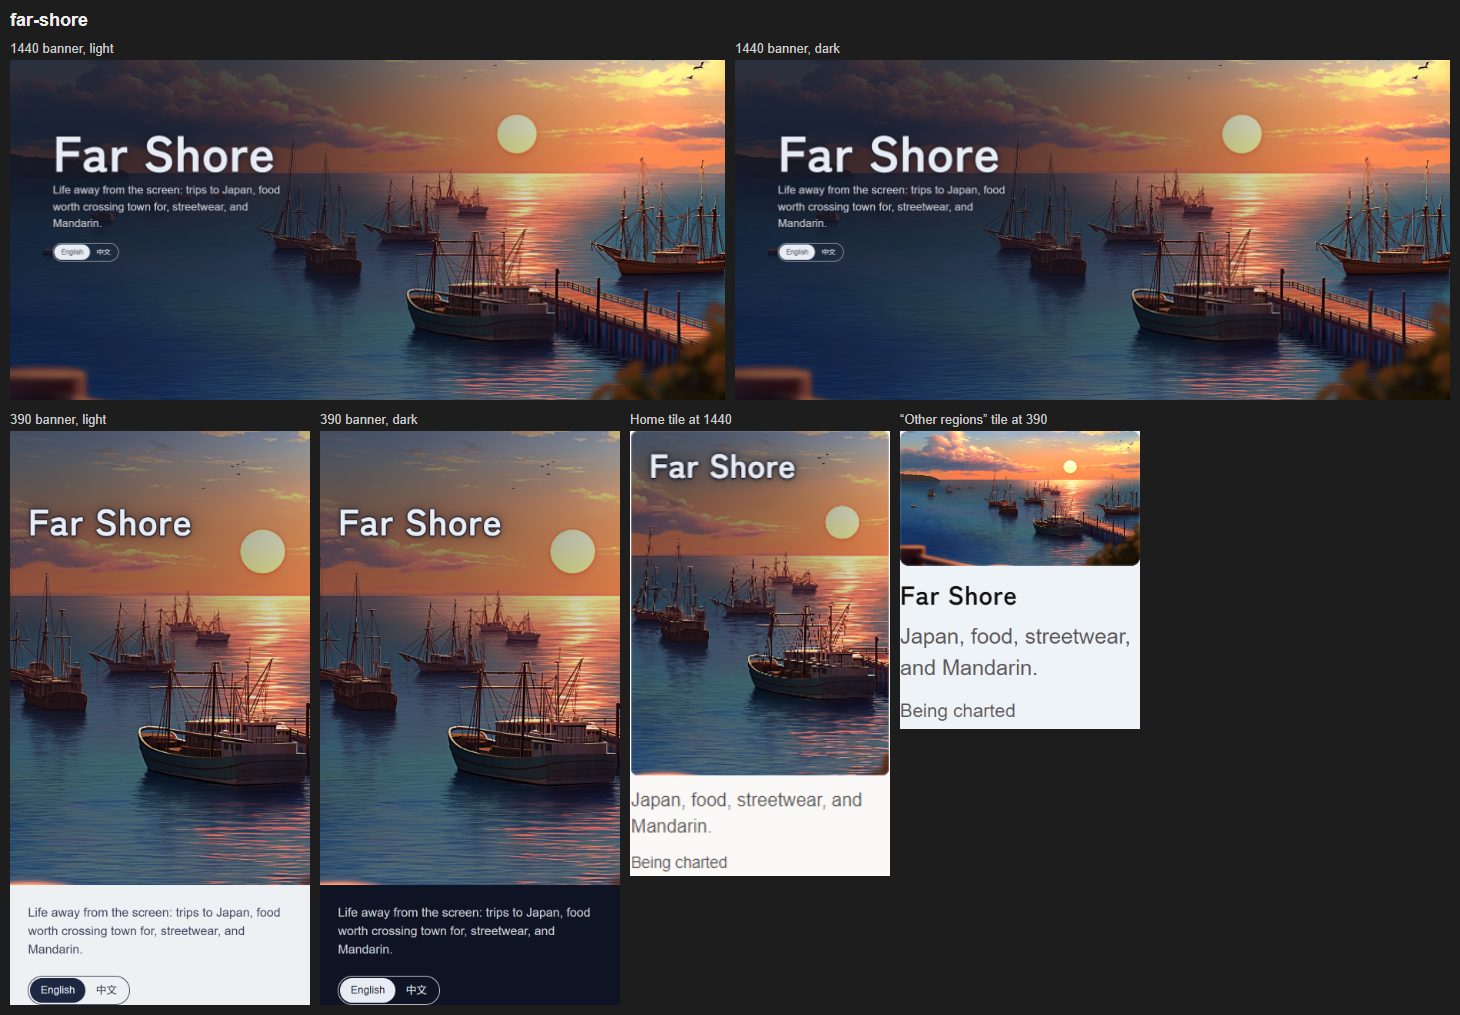 far-shore
1440 banner, light
1440 banner, dark
Far Shore
Life away from the screen: trips to Japan, food
worth crossing town for, streetwear, and
Mandarin.
English 中文
Far Shore
Life away from the screen: trips to Japan, food
worth crossing town for, streetwear, and
Mandarin.
English 中文
390 banner, light
390 banner, dark
Home tile at 1440
“Other regions” tile at 390
Far Shore
Life away from the screen: trips to Japan, food
worth crossing town for, streetwear, and
Mandarin.
English 中文
Far Shore
Life away from the screen: trips to Japan, food
worth crossing town for, streetwear, and
Mandarin.
English 中文
Far Shore
Japan, food, streetwear, and
Mandarin.
Being charted
Far Shore
Japan, food, streetwear,
and Mandarin.
Being charted